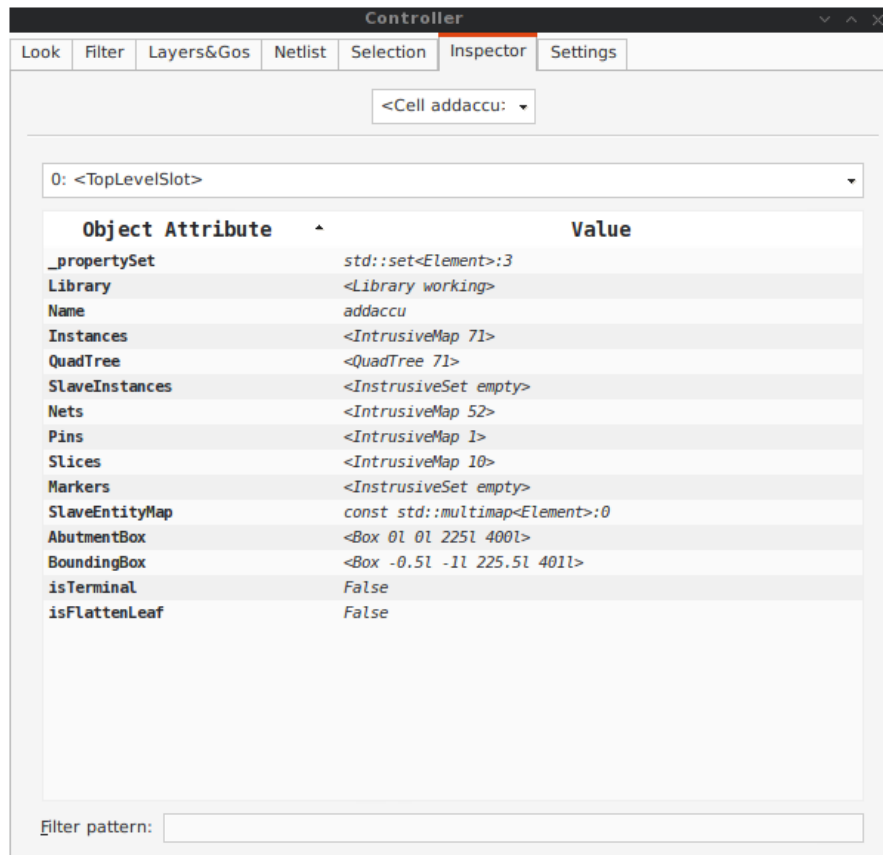 Controller
Look Filter Layers&Gos Netlist Selection Inspector Settings
<Cell addaccu:
0: <TopLevelSlot>
Object Attribute Value
_propertySet std::set<Element>:3
Library <Library working>
Name addaccu
Instances <IntrusiveMap 71>
QuadTree <QuadTree 71>
SlaveInstances <InstrusiveSet empty>
Nets <IntrusiveMap 52>
Pins <IntrusiveMap 1>
Slices <IntrusiveMap 10>
Markers <InstrusiveSet empty>
SlaveEntityMap const std::multimap<Element>:0
AbutmentBox <Box 0l 0l 225l 400l>
BoundingBox <Box -0.5l -1l 225.5l 401l>
isTerminal False
isFlattenLeaf False
Filter pattern: